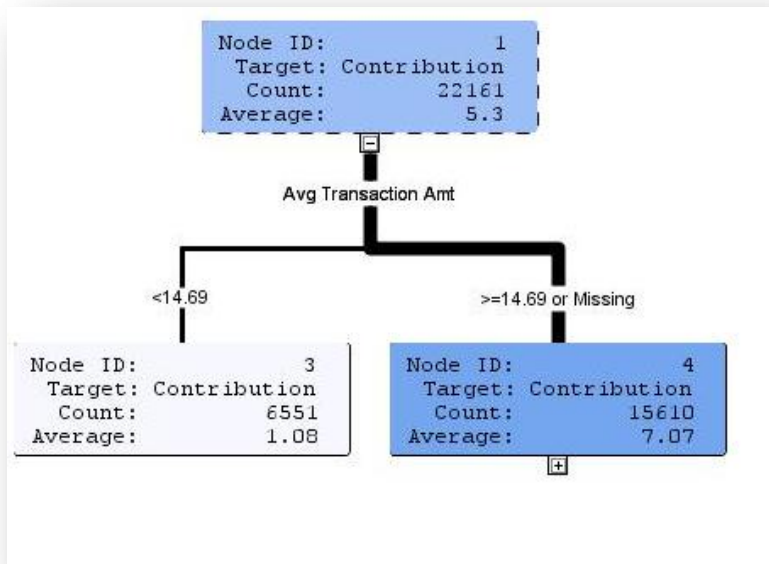 Node ID: 1
Target: Contribution
Count: 22161
Average: 5.3
Avg Transaction Amt
<14.69
>=14.69 or Missing
Node ID: 3
Target: Contribution
Count: 6551
Average: 1.08
Node ID: 4
Target: Contribution
Count: 15610
Average: 7.07